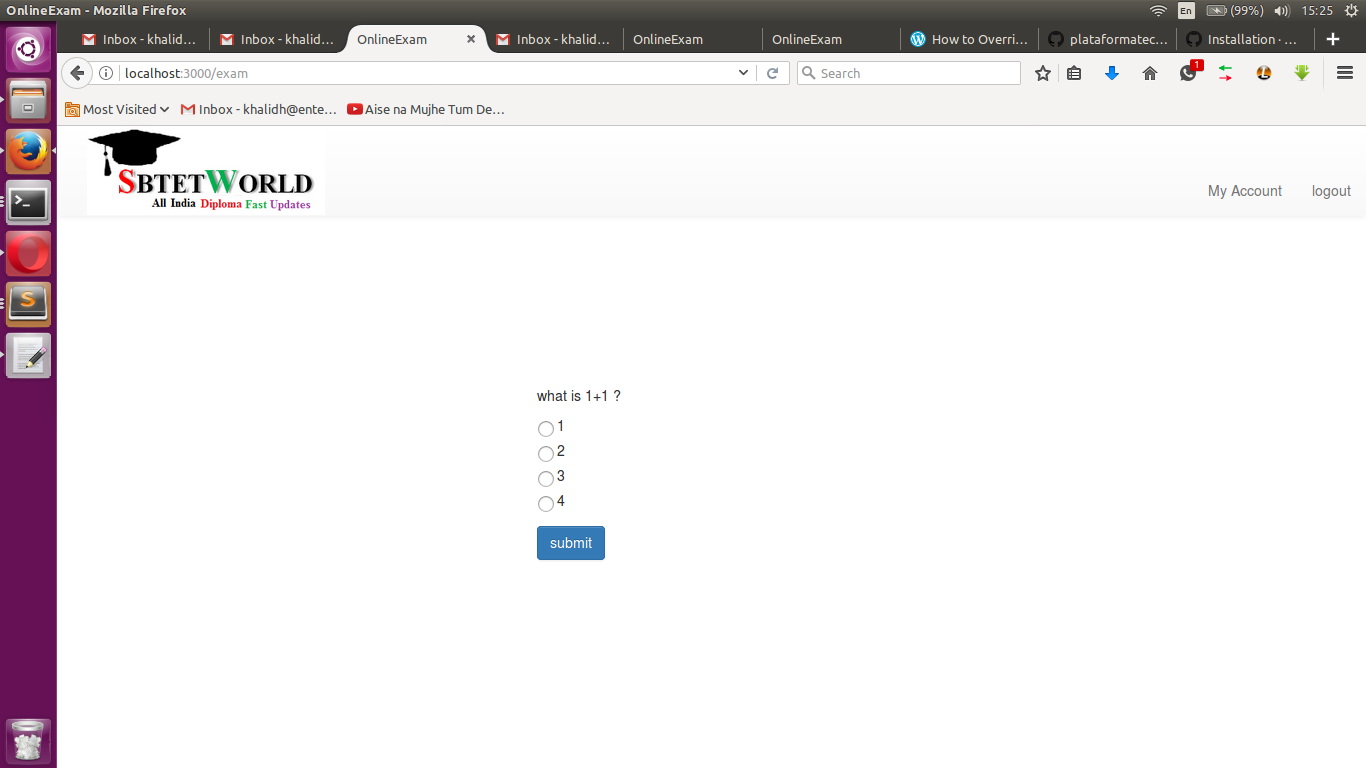 OnlineExam - Mozilla Firefox
En (99%) 15:25
Inbox - khalid... Inbox - khalid... OnlineExam Inbox - khalid... OnlineExam OnlineExam How to Overri... plataformatec... Installation · ...
localhost:3000/exam Search 1
Most Visited Inbox - khalidh@ente... Aise na Mujhe Tum De...
SBTETWORLD
All India Diploma Fast Updates
My Account logout
what is 1+1 ?
1
2
3
4
submit